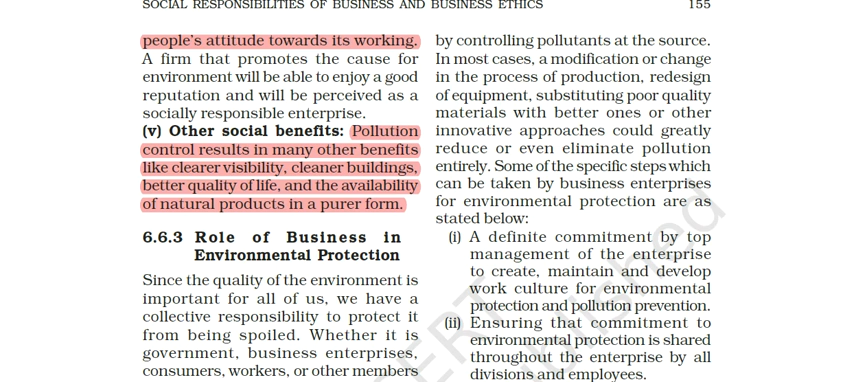 SOCIAL RESPONSIBILITIES OF BUSINESS AND BUSINESS ETHICS 155
people's attitude towards its working.
A firm that promotes the cause for
environment will be able to enjoy a good
reputation and will be perceived as a
socially responsible enterprise.
(v) Other social benefits: Pollution
control results in many other benefits
like clearer visibility, cleaner buildings,
better quality of life, and the availability
of natural products in a purer form.
6.6.3 Role of Business in
Environmental Protection
Since the quality of the environment is
important for all of us, we have a
collective responsibility to protect it
from being spoiled. Whether it is
government, business enterprises,
consumers, workers, or other members
by controlling pollutants at the source.
In most cases, a modification or change
in the process of production, redesign
of equipment, substituting poor quality
materials with better ones or other
innovative approaches could greatly
reduce or even eliminate pollution
entirely. Some of the specific steps which
can be taken by business enterprises
for environmental protection are as
stated below:
(i) A definite commitment by top
management of the enterprise
to create, maintain and develop
work culture for environmental
protection and pollution prevention.
(ii) Ensuring that commitment to
environmental protection is shared
throughout the enterprise by all
divisions and employees.